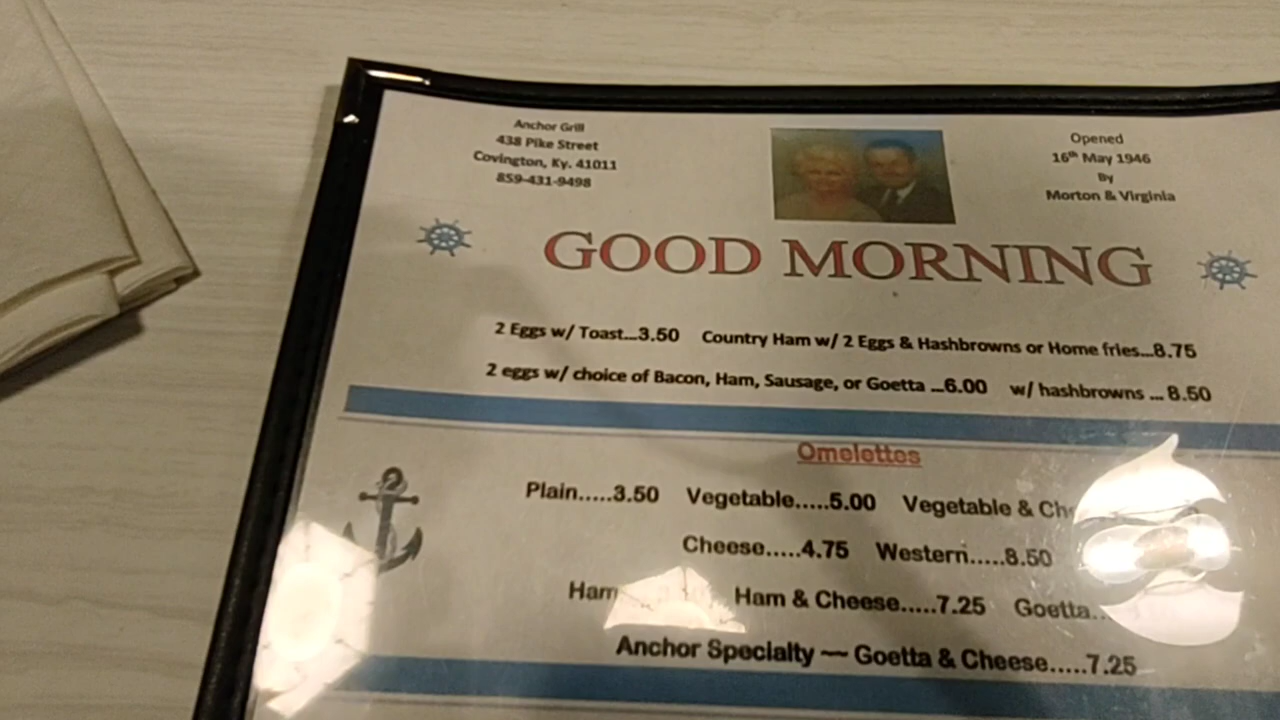 Anchor Grill
438 Pike Street
Covington, Ky. 41011
859-431-9498
Opened
16th May 1946
By
Morton & Virginia
GOOD MORNING
2 Eggs w/ Toast...3.50 Country Ham w/ 2 Eggs & Hashbrowns or Home fries...8.75
2 eggs w/ choice of Bacon, Ham, Sausage, or Goetta ...6.00 w/ hashbrowns ... 8.50
Omelettes
Plain.....3.50 Vegetable.....5.00 Vegetable &
Cheese.....4.75 Western.....8.50
Ham Ham & Cheese.....7.25 Goetta..
Anchor Specialty ~~ Goetta & Cheese.....7.25